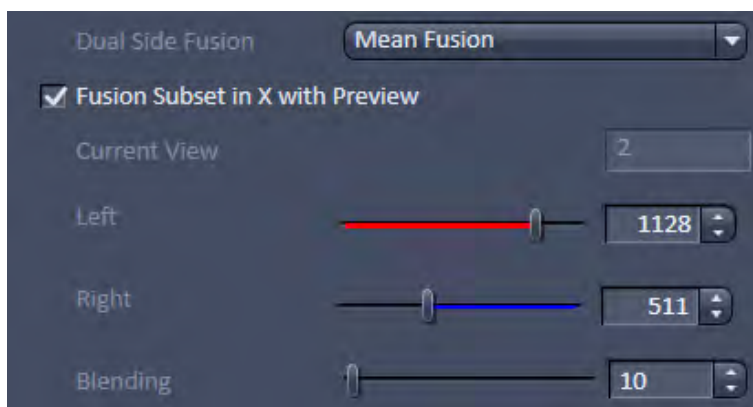 Dual Side Fusion Mean Fusion
Fusion Subset in X with Preview
Current View 2
Left 1128
Right 511
Blending 10